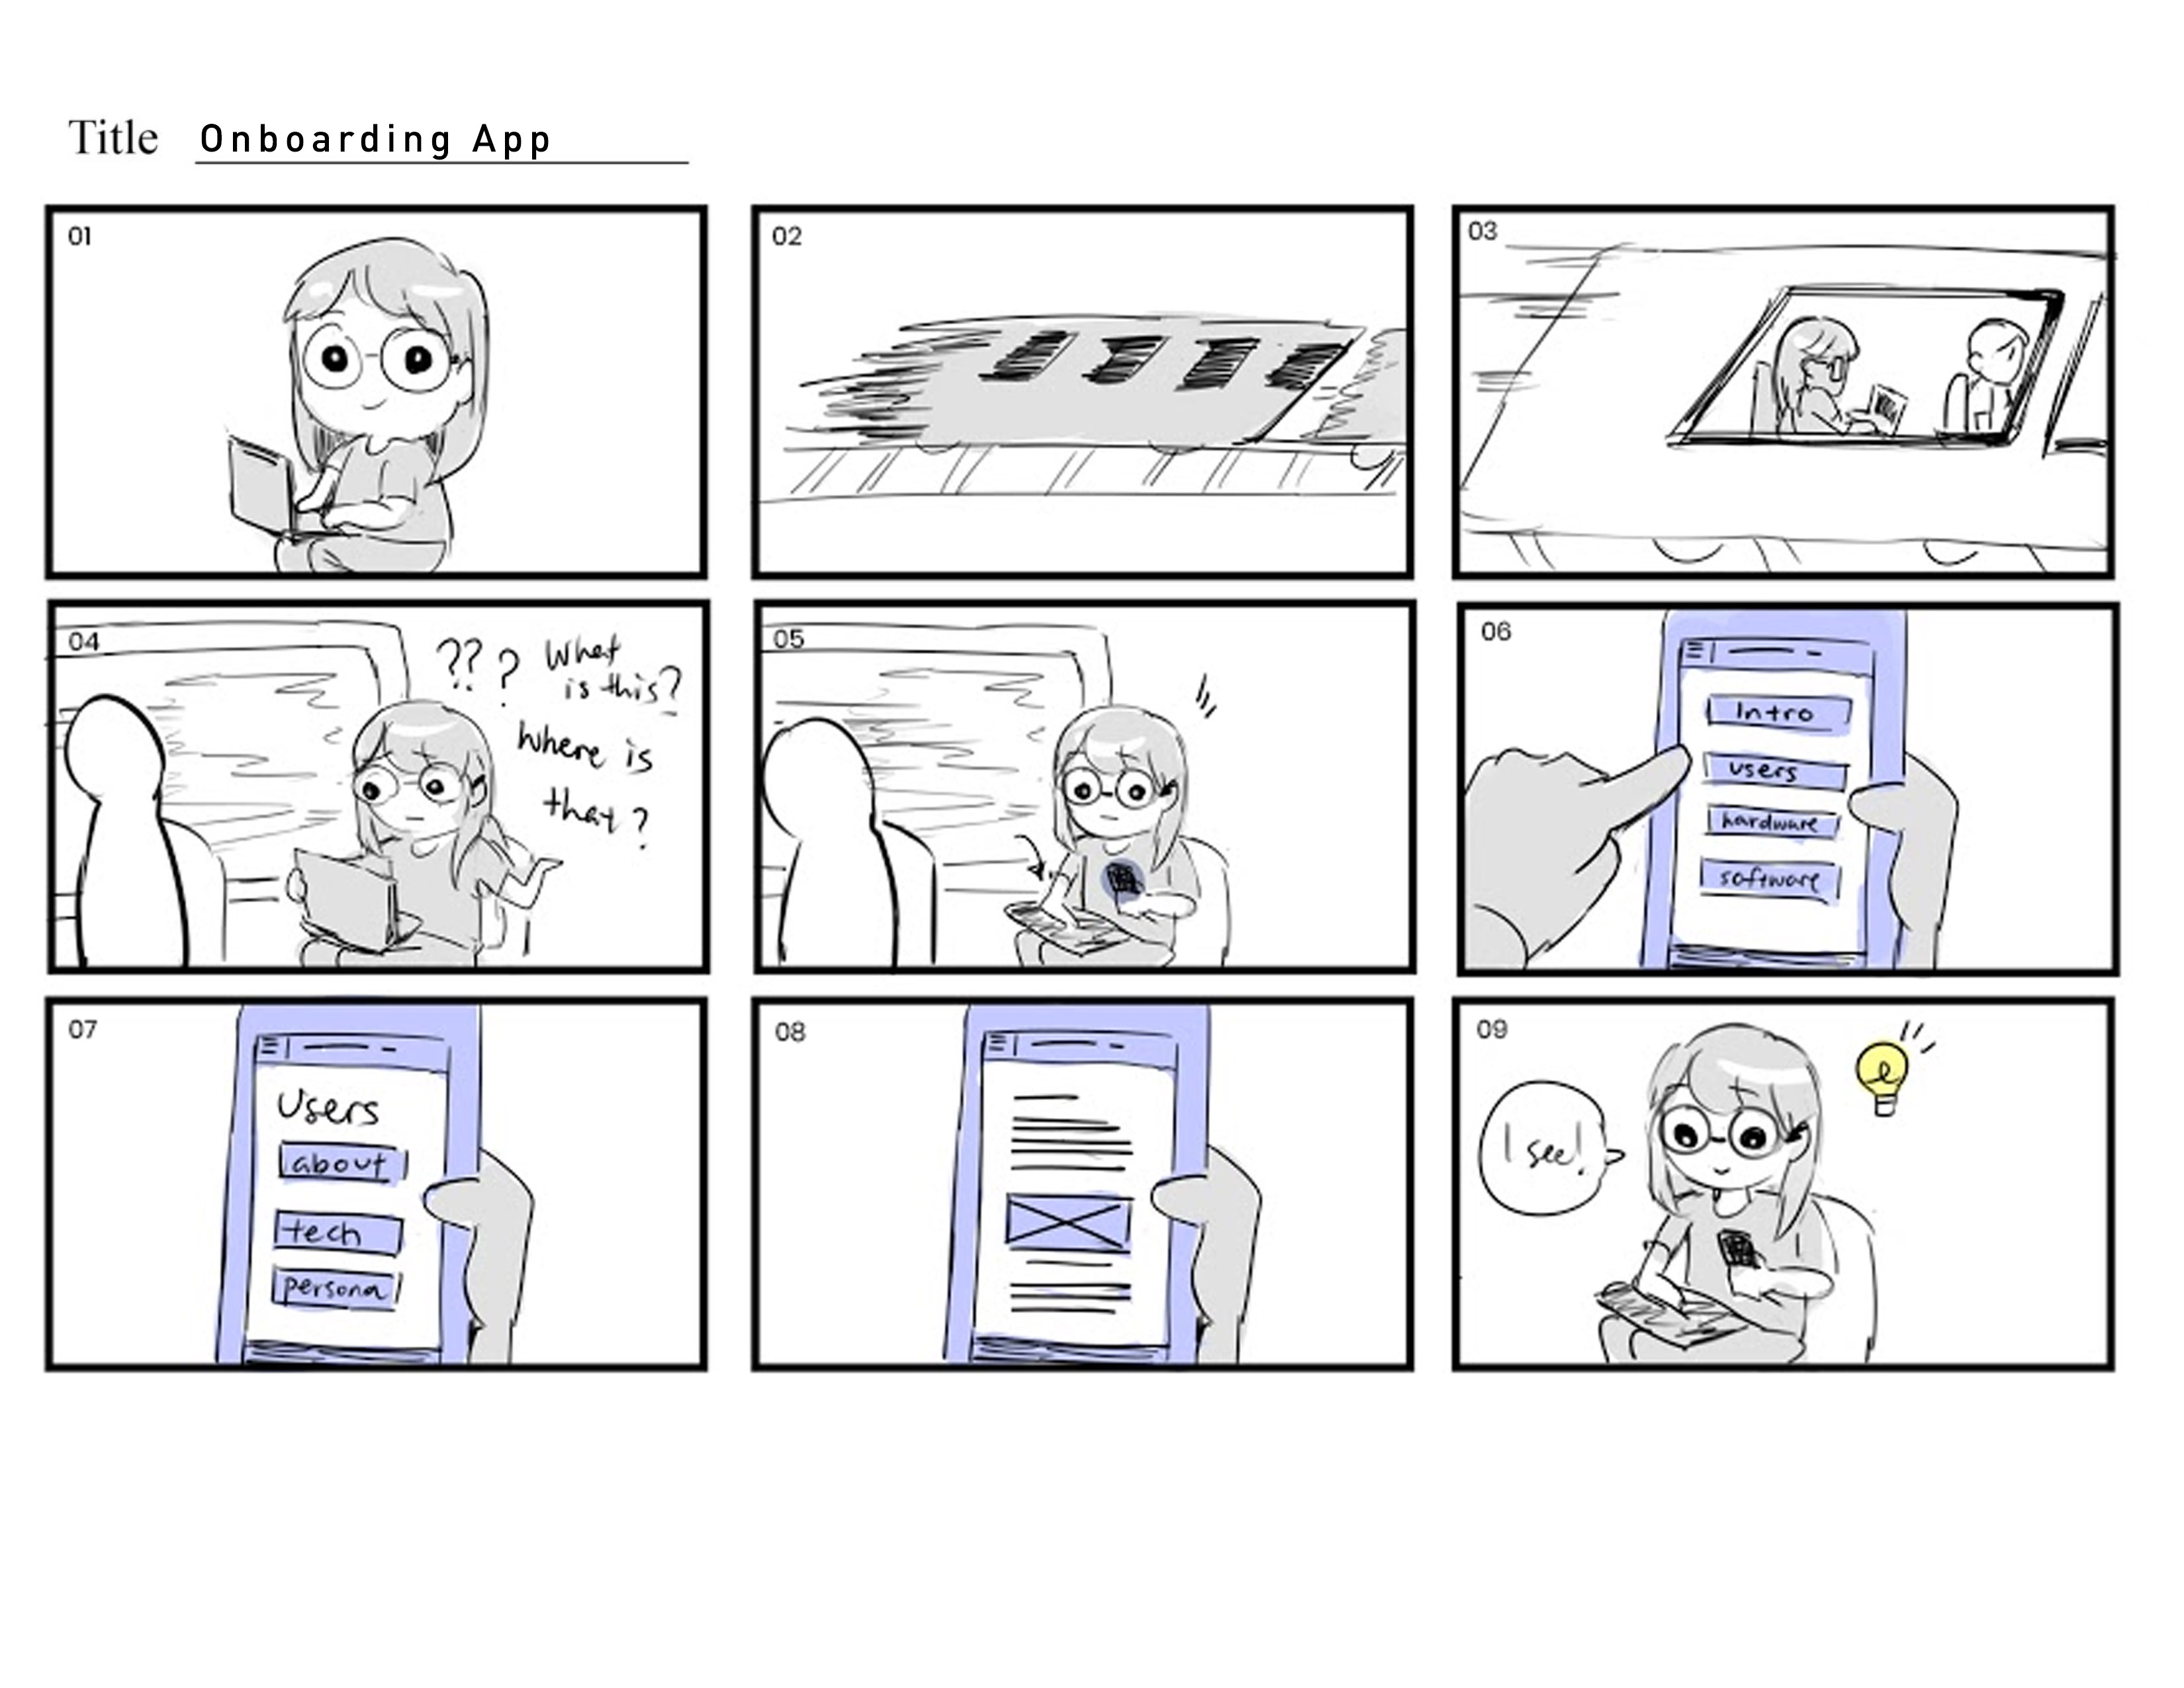 Title Onboarding App
01
02
03
04
?? ? What
is this?
where is
that?
05
06
Intro
users
hardware
software
07
Users
about
tech
persona
08
09
I see!